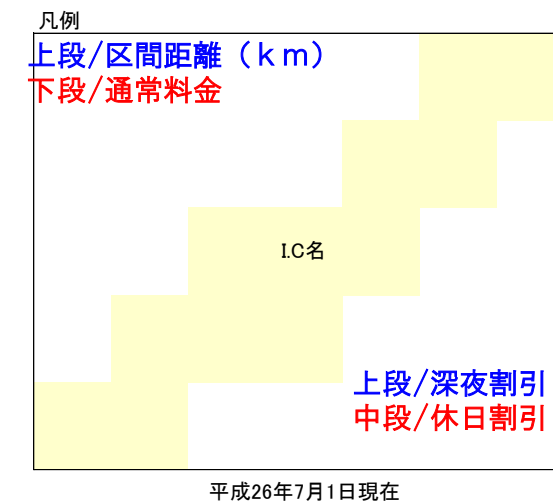 凡例
上段/区間距離（ｋｍ）
下段/通常料金
I.C名
上段/深夜割引
中段/休日割引
平成26年7月1日現在